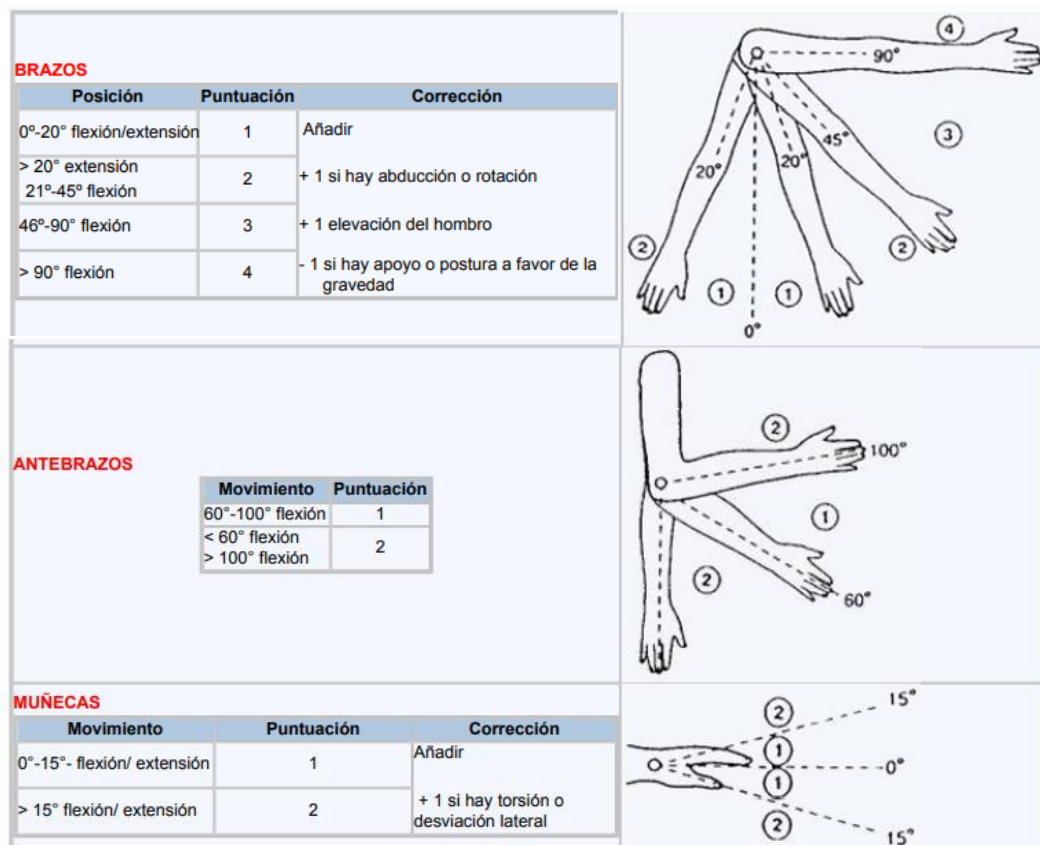 BRAZOS
Posición Puntuación Corrección
0º-20° flexión/extensión 1 Añadir
> 20° extensión
21º-45º flexión 2 + 1 si hay abducción o rotación
46º-90° flexión 3 + 1 elevación del hombro
> 90° flexión 4 - 1 si hay apoyo o postura a favor de la
gravedad
4
90°
3
45°
20°
20°
2
2
1
1
0°
ANTEBRAZOS
Movimiento Puntuación
60°-100° flexión 1
< 60° flexión
> 100° flexión 2
2
100°
1
2
60°
MUÑECAS
Movimiento Puntuación Corrección
0°-15°- flexión/ extensión 1 Añadir
> 15° flexión/ extensión 2 + 1 si hay torsión o
desviación lateral
15°
2
1
0°
1
2
15°